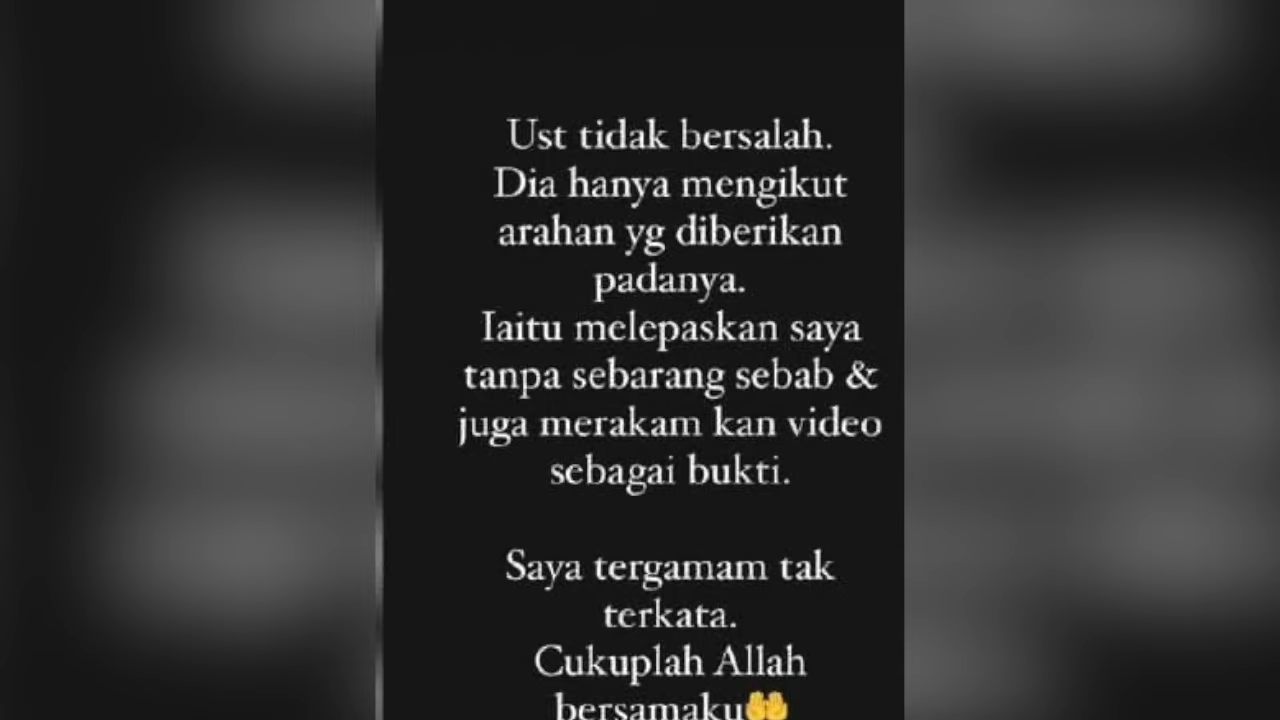 Ust tidak bersalah.
Dia hanya mengikut
arahan yg diberikan
padanya.
Iaitu melepaskan saya
tanpa sebarang sebab &
juga merakam kan video
sebagai bukti.
Saya tergamam tak
terkata.
Cukuplah Allah
bersamaku🤲